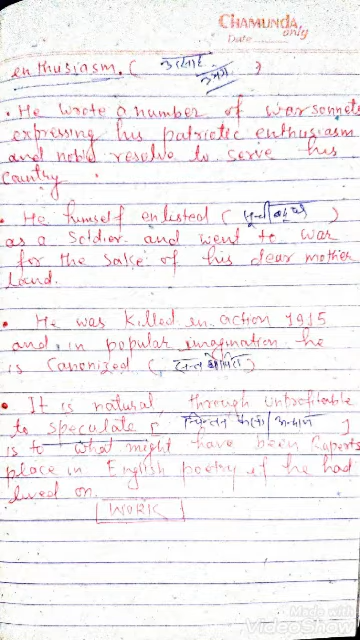 CHAMUNDA
Date .......... only
enthusiasm. (उत्साह
उमंग)
• He wrote a number of war sonnets
expressing his patriotic enthusiasm
and noble resolve to serve his
country.
• He himself enlisted (
as a Soldier and went to war
for the sake of his dear mother
land.
• He was killed in action 1915
and in popular imagination he
is Canonized (सन्त घोषित)
• It is natural, through unprofitable
to speculate [चिन्तन करना/अनुमान]
is to what might have been Ruperts
place in English poetry if he had
lived on.
WORK
Made with
VideoShow